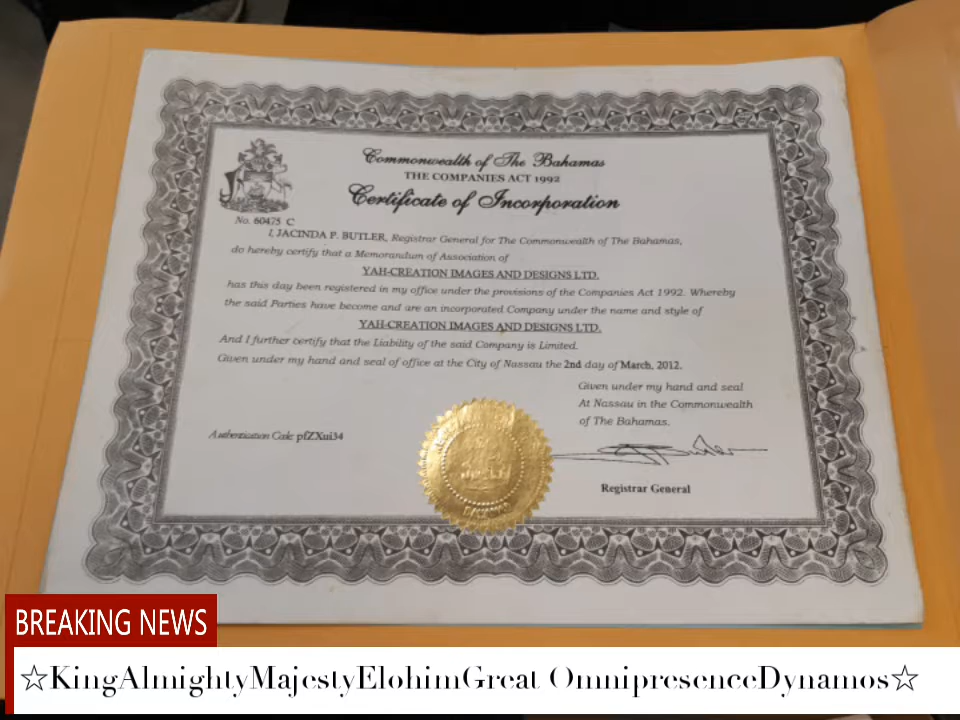 Commonwealth of The Bahamas
THE COMPANIES ACT 1992
Certificate of Incorporation
No. 60475 C
I, JACINDA P. BUTLER, Registrar General for The Commonwealth of The Bahamas,
do hereby certify that a Memorandum of Association of
YAH-CREATION IMAGES AND DESIGNS LTD.
has this day been registered in my office under the provisions of the Companies Act 1992. Whereby
the said Parties have become and are an incorporated Company under the name and style of
YAH-CREATION IMAGES AND DESIGNS LTD.
And I further certify that the Liability of the said Company is Limited.
Given under my hand and seal of office at the City of Nassau the 2nd day of March, 2012.
Given under my hand and seal
At Nassau in the Commonwealth
of The Bahamas.
Authentication Code: pfZXui34
Registrar General
BREAKING NEWS
☆KingAlmightyMajestyElohimGreat OmnipresenceDynamos☆